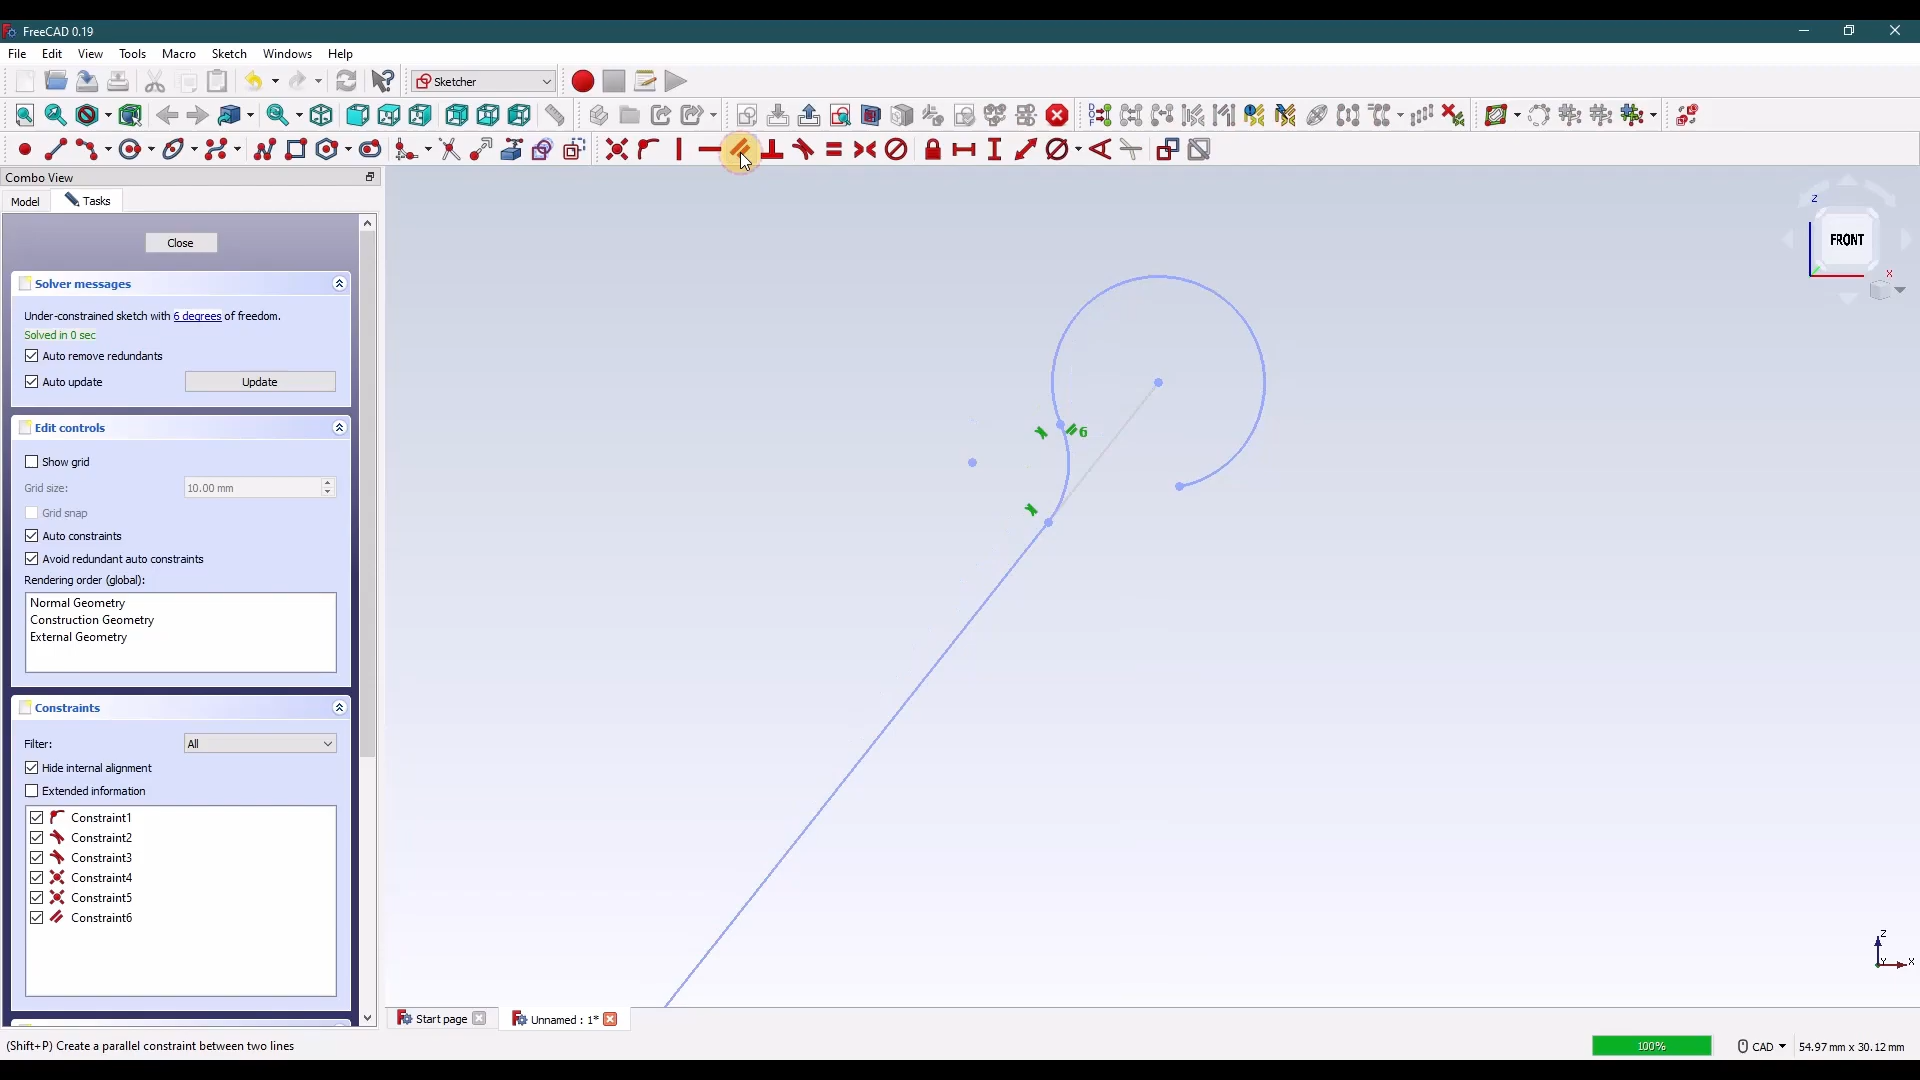 FreeCAD 0.19
File Edit View Tools Macro Sketch Windows Help
Sketcher
Combo View
Model Tasks
Close
Solver messages
Under-constrained sketch with 6 degrees of freedom.
Solved in 0 sec
Auto remove redundants
Auto update Update
Edit controls
Show grid
Grid size: 10.00 mm
Grid snap
Auto constraints
Avoid redundant auto constraints
Rendering order (global):
Normal Geometry
Construction Geometry
External Geometry
Constraints
Filter: All
Hide internal alignment
Extended information
Constraint1
Constraint2
Constraint3
Constraint4
Constraint5
Constraint6
6
Z
FRONT
X
Z
Y
X
Start page Unnamed : 1*
(Shift+P) Create a parallel constraint between two lines
100% CAD 54.97 mm x 30.12 mm